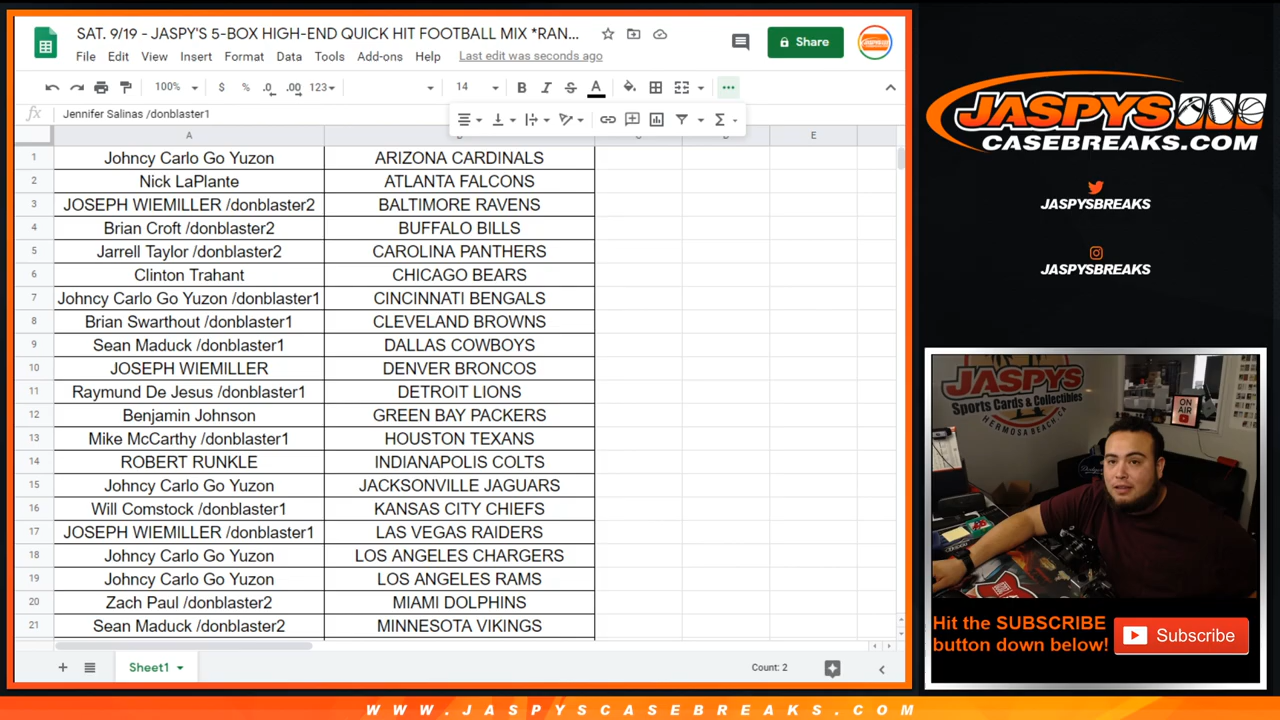 SAT. 9/19 - JASPY'S 5-BOX HIGH-END QUICK HIT FOOTBALL MIX *RAN...
Share
File Edit View Insert Format Data Tools Add-ons Help Last edit was seconds ago
100% $ % .0 .00 123 14 B I S A
fx Jennifer Salinas /donblaster1
A E
1 Johncy Carlo Go Yuzon ARIZONA CARDINALS
2 Nick LaPlante ATLANTA FALCONS
3 JOSEPH WIEMILLER /donblaster2 BALTIMORE RAVENS
4 Brian Croft /donblaster2 BUFFALO BILLS
5 Jarrell Taylor /donblaster2 CAROLINA PANTHERS
6 Clinton Trahant CHICAGO BEARS
7 Johncy Carlo Go Yuzon /donblaster1 CINCINNATI BENGALS
8 Brian Swarthout /donblaster1 CLEVELAND BROWNS
9 Sean Maduck /donblaster1 DALLAS COWBOYS
10 JOSEPH WIEMILLER DENVER BRONCOS
11 Raymund De Jesus /donblaster1 DETROIT LIONS
12 Benjamin Johnson GREEN BAY PACKERS
13 Mike McCarthy /donblaster1 HOUSTON TEXANS
14 ROBERT RUNKLE INDIANAPOLIS COLTS
15 Johncy Carlo Go Yuzon JACKSONVILLE JAGUARS
16 Will Comstock /donblaster1 KANSAS CITY CHIEFS
17 JOSEPH WIEMILLER /donblaster1 LAS VEGAS RAIDERS
18 Johncy Carlo Go Yuzon LOS ANGELES CHARGERS
19 Johncy Carlo Go Yuzon LOS ANGELES RAMS
20 Zach Paul /donblaster2 MIAMI DOLPHINS
21 Sean Maduck /donblaster2 MINNESOTA VIKINGS
Sheet1
Count: 2
JASPYS
CASEBREAKS.COM
JASPYSBREAKS
JASPYSBREAKS
JASPYS
Sports Cards & Collectibles
HERMOSA BEACH CA
ON AIR
Hit the SUBSCRIBE
button down below!
Subscribe
WWW.JASPYSCASEBREAKS.COM